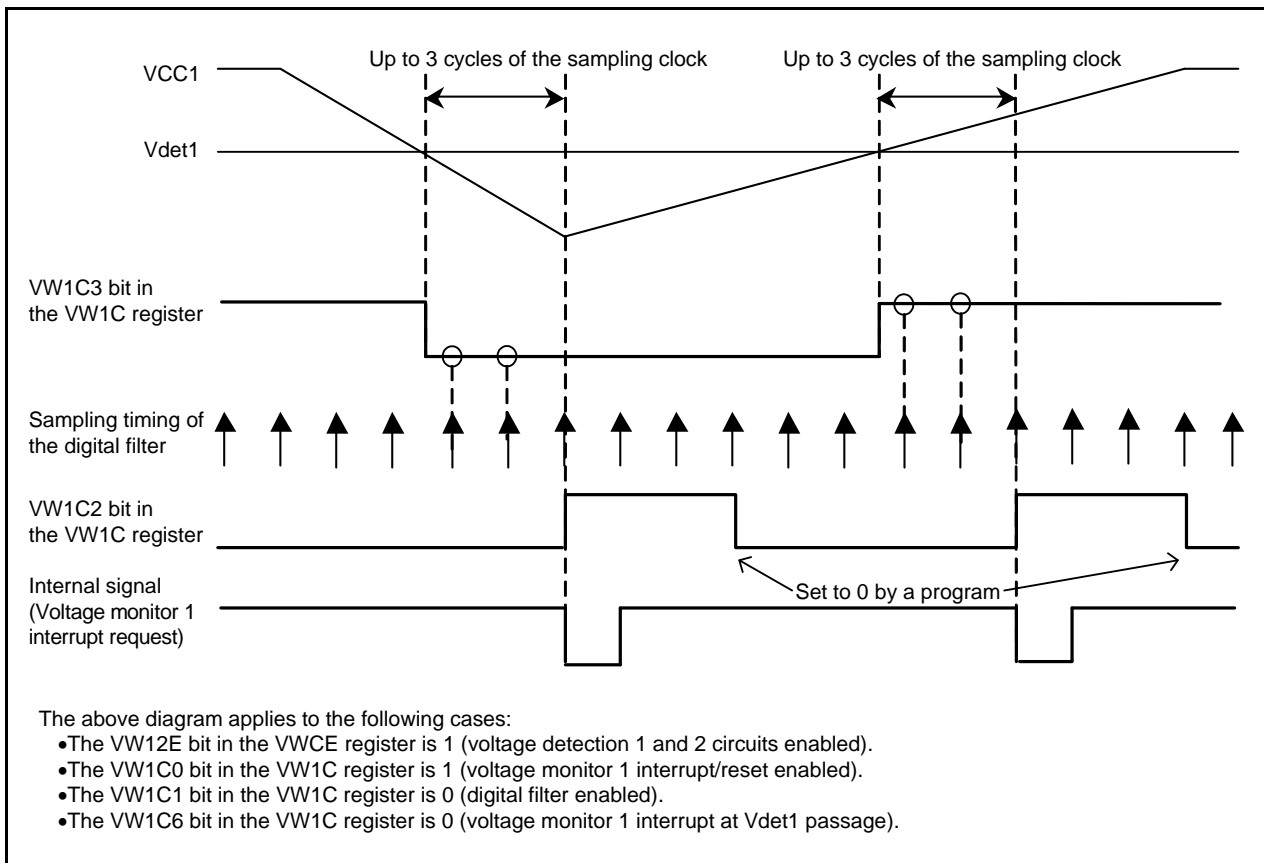 Up to 3 cycles of the sampling clock
Up to 3 cycles of the sampling clock
VCC1
Vdet1
VW1C3 bit in
the VW1C register
Sampling timing of
the digital filter
VW1C2 bit in
the VW1C register
Set to 0 by a program
Internal signal
(Voltage monitor 1
interrupt request)
The above diagram applies to the following cases:
•The VW12E bit in the VWCE register is 1 (voltage detection 1 and 2 circuits enabled).
•The VW1C0 bit in the VW1C register is 1 (voltage monitor 1 interrupt/reset enabled).
•The VW1C1 bit in the VW1C register is 0 (digital filter enabled).
•The VW1C6 bit in the VW1C register is 0 (voltage monitor 1 interrupt at Vdet1 passage).